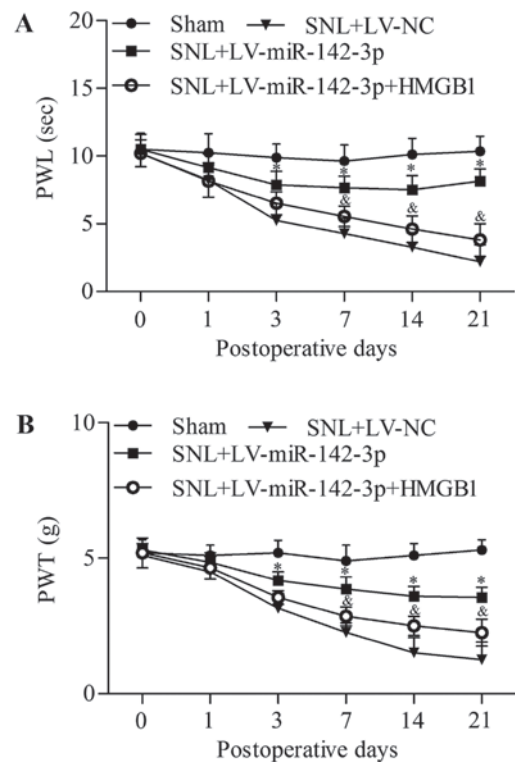 A
Sham SNL+LV-NC
SNL+LV-miR-142-3p
SNL+LV-miR-142-3p+HMGB1
20
15
10
5
0
PWL (sec)
* * * *
& & &
0 1 3 7 14 21
Postoperative days
B
Sham SNL+LV-NC
SNL+LV-miR-142-3p
SNL+LV-miR-142-3p+HMGB1
10
5
0
PWT (g)
* * * *
& & &
0 1 3 7 14 21
Postoperative days